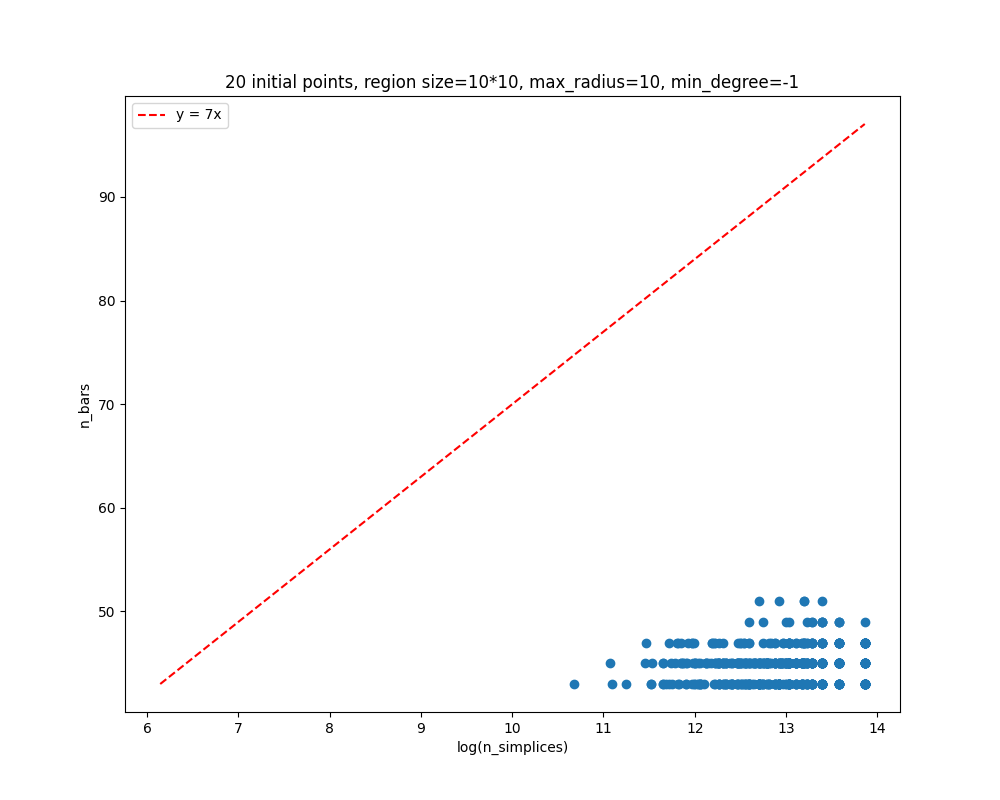 20 initial points, region size=10*10, max_radius=10, min_degree=-1
y = 7x
90
80
70
60
50
n_bars
6 7 8 9 10 11 12 13 14
log(n_simplices)